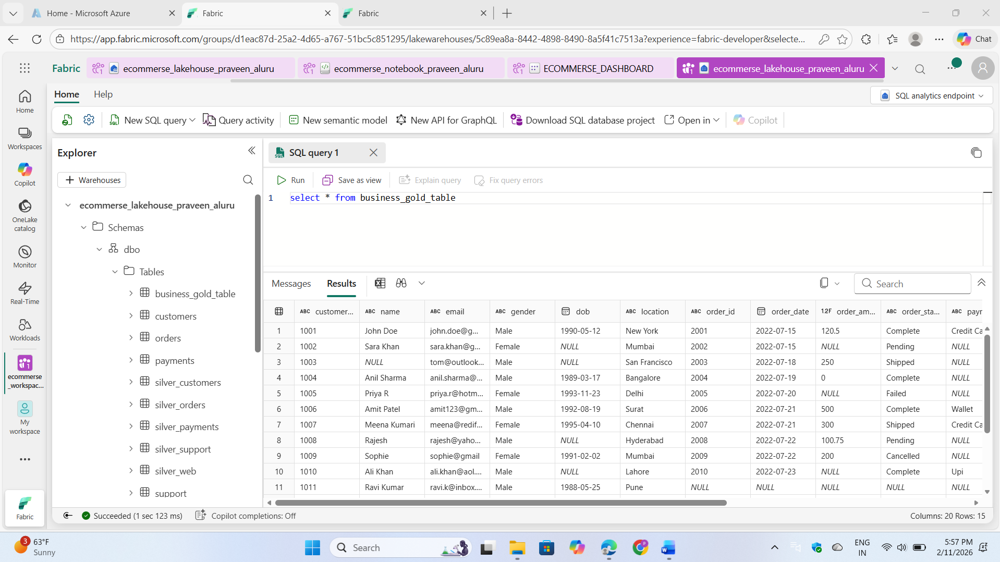 Home - Microsoft Azure
Fabric
Fabric
https://app.fabric.microsoft.com/groups/d1eac87d-25a2-4d65-a767-51bc5c851295/lakewarehouses/5c89ea8a-8442-4898-8490-8a5f41c7513a?experience=fabric-developer&selecte...
Chat
Fabric
ecommerse_lakehouse_praveen_aluru
ecommerse_notebook_praveen_aluru
ECOMMERSE_DASHBOARD
ecommerse_lakehouse_praveen_aluru
Home Help
SQL analytics endpoint
New SQL query
Query activity
New semantic model
New API for GraphQL
Download SQL database project
Open in
Copilot
Home
Workspaces
Copilot
OneLake
catalog
Monitor
Real-Time
Workloads
ecommerse
_workspac...
My
workspace
Fabric
Explorer
Warehouses
ecommerse_lakehouse_praveen_aluru
Schemas
dbo
Tables
business_gold_table
customers
orders
payments
silver_customers
silver_orders
silver_payments
silver_support
silver_web
support
SQL query 1
Run
Save as view
Explain query
Fix query errors
1 select * from business_gold_table
Messages Results
Search
ABC customer... ABC name ABC email ABC gender dob ABC location ABC order_id order_date 1.2F order_am... ABC order_sta... ABC payr
1 1001 John Doe john.doe@g... Male 1990-05-12 New York 2001 2022-07-15 120.5 Complete Credit Ca
2 1002 Sara Khan sara.khan@g... Female NULL Mumbai 2002 2022-07-15 NULL Pending NULL
3 1003 NULL tom@outlook... Male NULL San Francisco 2003 2022-07-18 250 Shipped NULL
4 1004 Anil Sharma anil.sharma@... Male 1989-03-17 Bangalore 2004 2022-07-19 0 Complete NULL
5 1005 Priya R priya.r@hotm... Female 1993-11-23 Delhi 2005 2022-07-20 NULL Failed NULL
6 1006 Amit Patel amit123@gm... Male 1992-08-19 Surat 2006 2022-07-21 500 Complete Wallet
7 1007 Meena Kumari meena@redif... Female 1995-04-10 Chennai 2007 2022-07-21 300 Shipped Credit Ca
8 1008 Rajesh rajesh@yaho... Male NULL Hyderabad 2008 2022-07-22 100.75 Pending NULL
9 1009 Sophie sophie@gmail Female 1991-02-02 Mumbai 2009 2022-07-22 200 Cancelled NULL
10 1010 Ali Khan ali.khan@aol.... Male NULL Lahore 2010 2022-07-23 NULL Complete Upi
11 1011 Ravi Kumar ravi.k@inbox.... Male 1988-05-25 Pune NULL NULL NULL NULL NULL
Succeeded (1 sec 123 ms)
Copilot completions: Off
Columns: 20 Rows: 15
3
63°F
Sunny
Search
ENG
IN
5:57 PM
2/11/2026